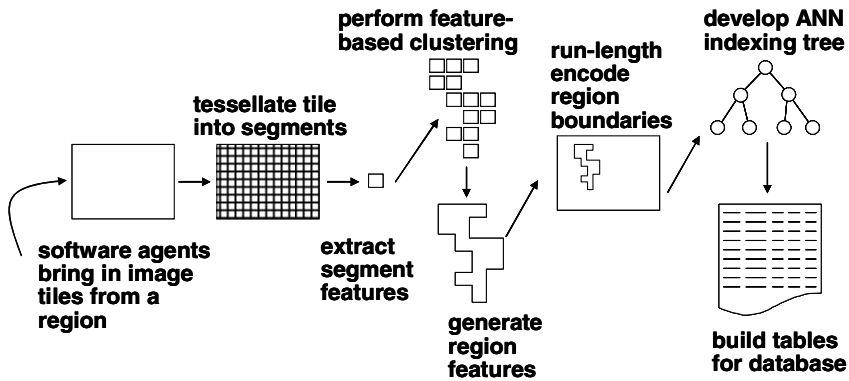 software agents
bring in image
tiles from a
region
tessellate tile
into segments
extract
segment
features
perform feature-
based clustering
generate
region
features
run-length
encode
region
boundaries
develop ANN
indexing tree
build tables
for database